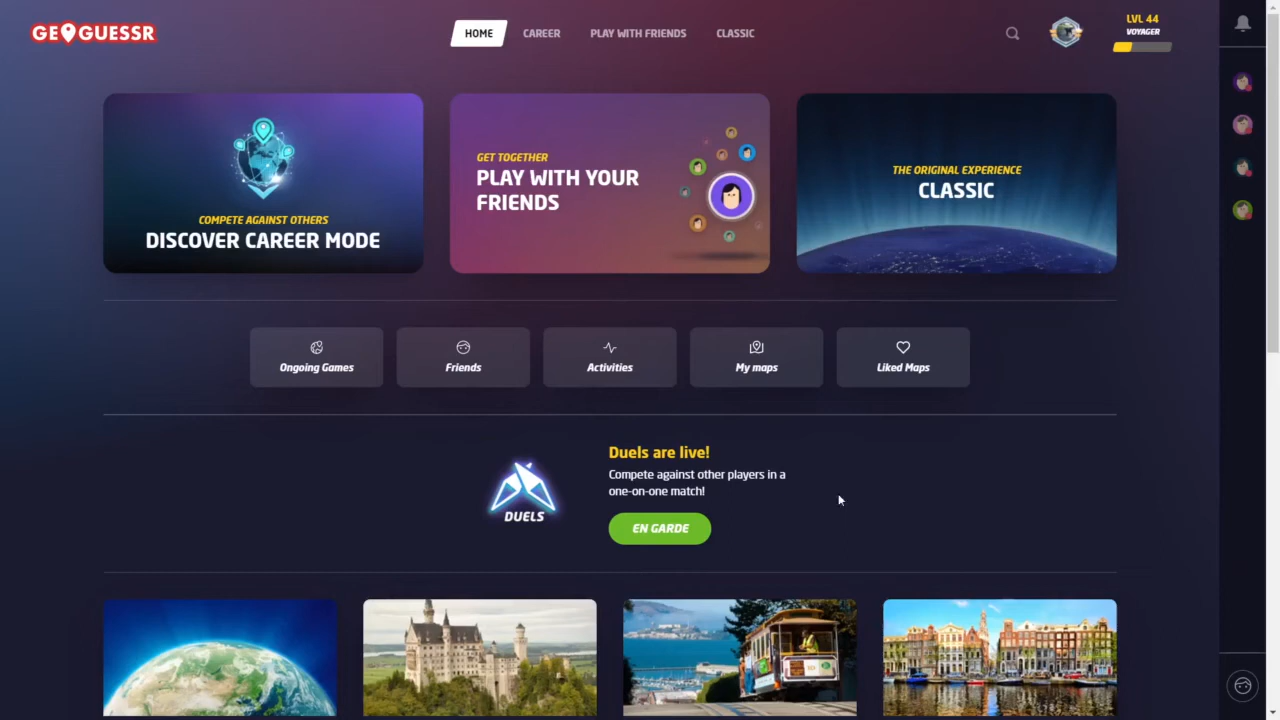 GEOGUESSR
HOME
CAREER
PLAY WITH FRIENDS
CLASSIC
LVL 44
VOYAGER
COMPETE AGAINST OTHERS
DISCOVER CAREER MODE
GET TOGETHER
PLAY WITH YOUR
FRIENDS
THE ORIGINAL EXPERIENCE
CLASSIC
Ongoing Games
Friends
Activities
My maps
Liked Maps
DUELS
Duels are live!
Compete against other players in a
one-on-one match!
EN GARDE